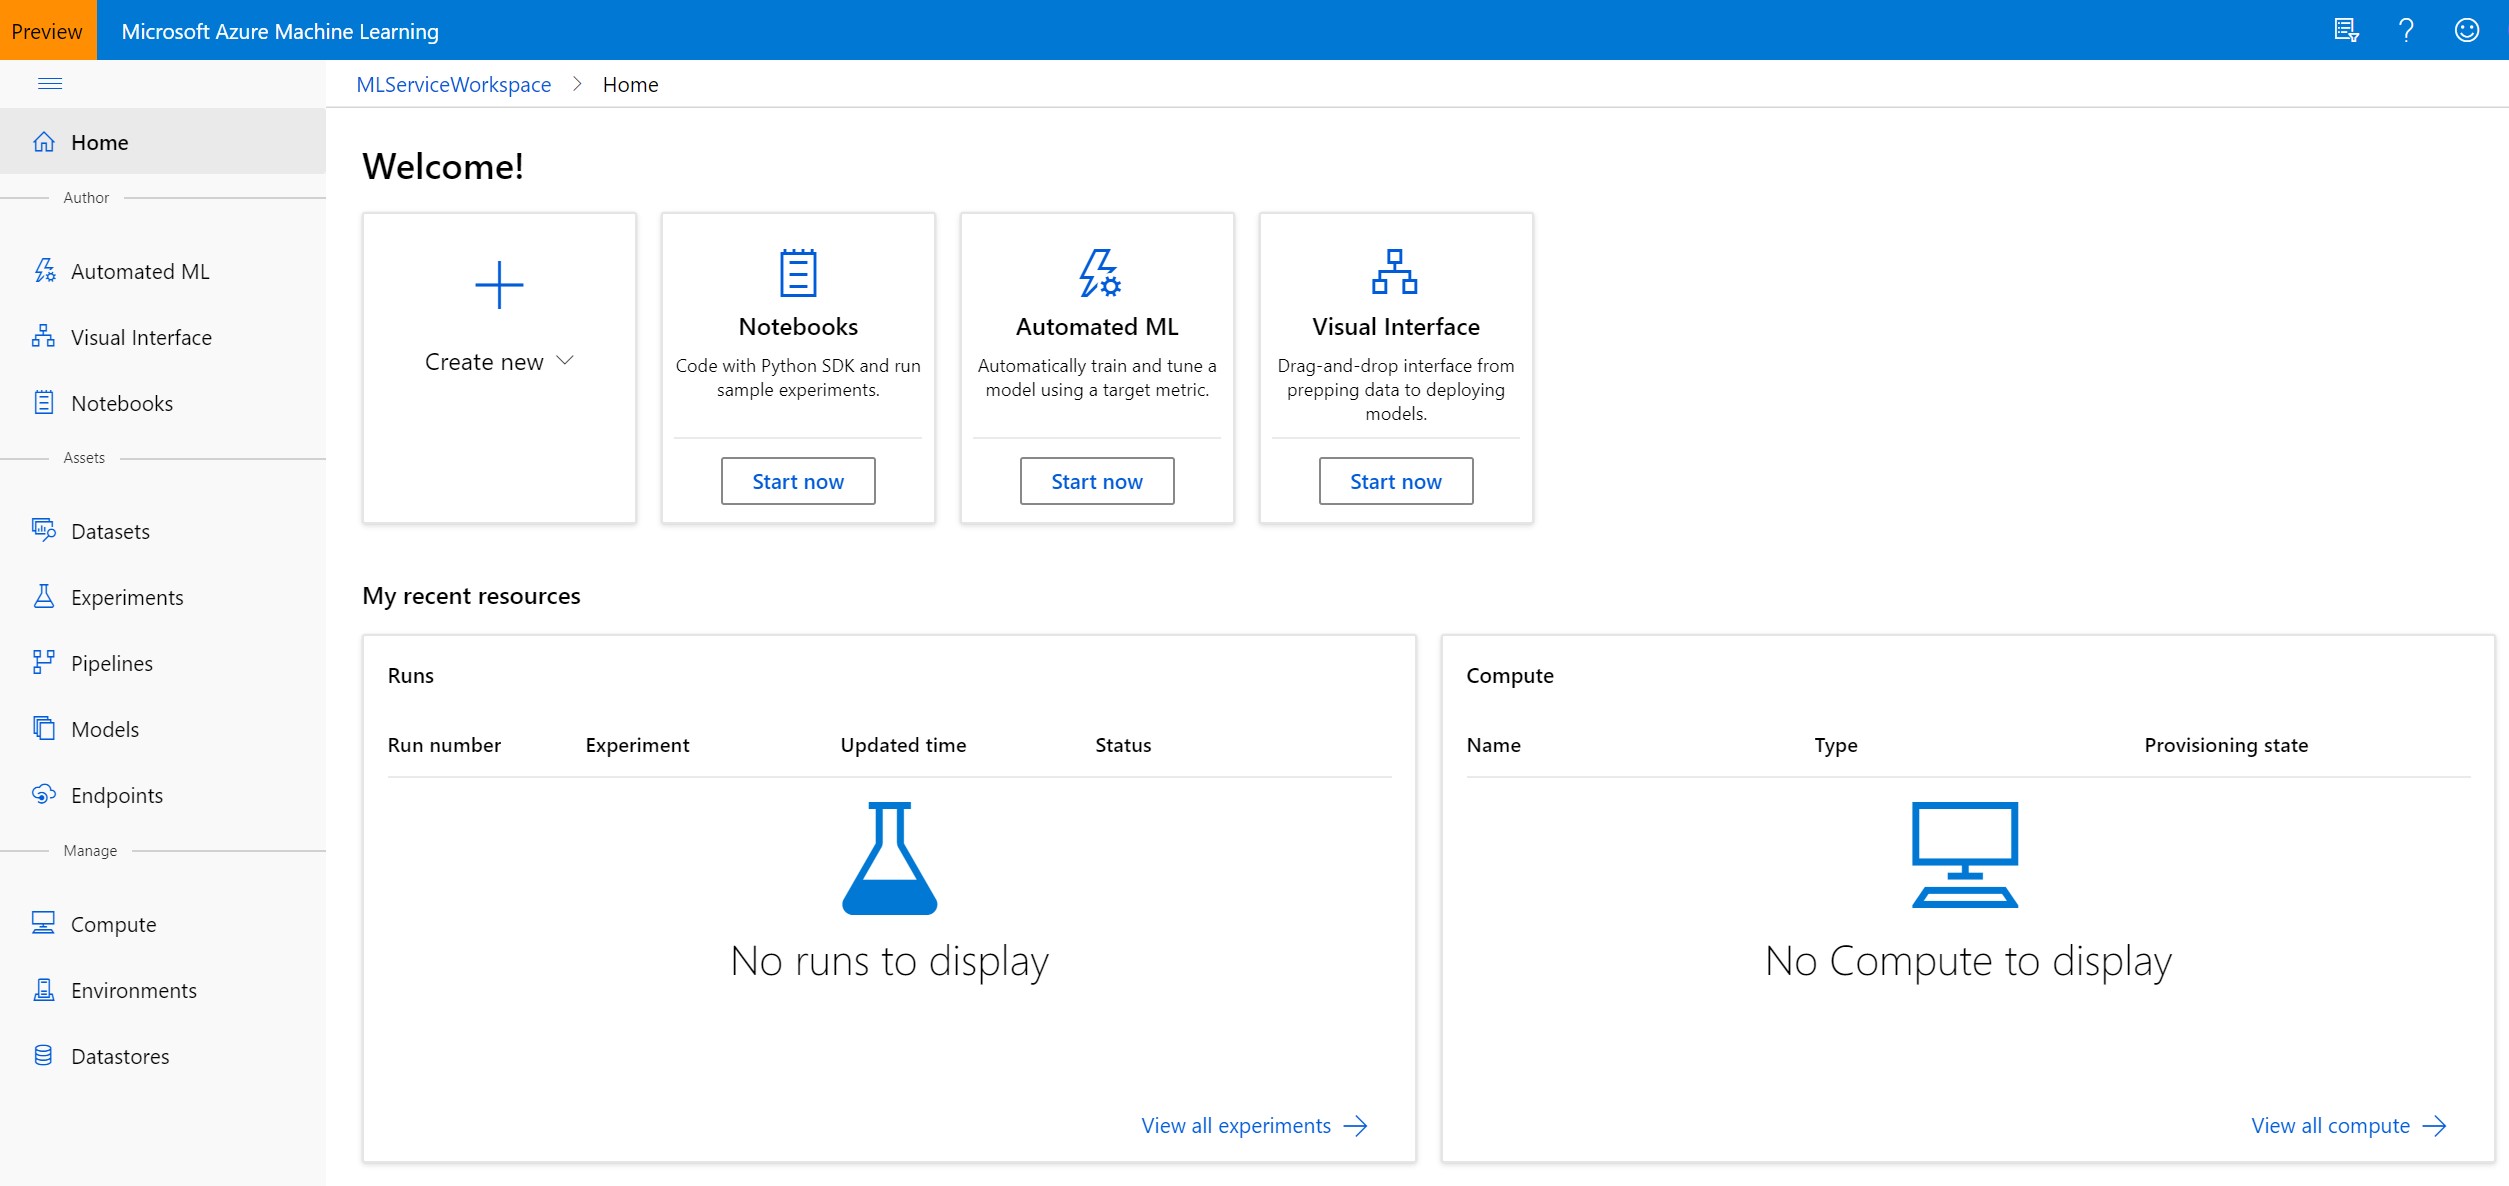 Preview
Microsoft Azure Machine Learning
MLServiceWorkspace > Home
Home
Author
Automated ML
Visual Interface
Notebooks
Assets
Datasets
Experiments
Pipelines
Models
Endpoints
Manage
Compute
Environments
Datastores
Welcome!
Create new
Notebooks
Code with Python SDK and run
sample experiments.
Start now
Automated ML
Automatically train and tune a
model using a target metric.
Start now
Visual Interface
Drag-and-drop interface from
prepping data to deploying
models.
Start now
My recent resources
Runs
Run number Experiment Updated time Status
No runs to display
View all experiments
Compute
Name Type Provisioning state
No Compute to display
View all compute